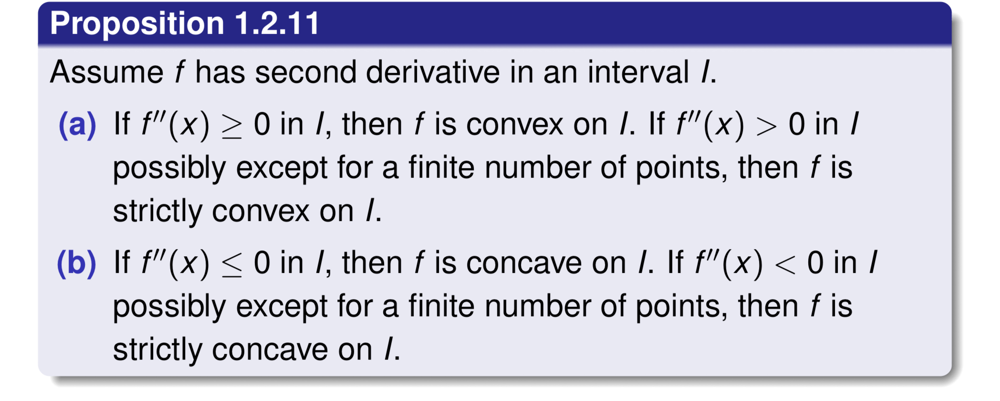 Proposition 1.2.11
Assume f has second derivative in an interval I.
(a) If f″(x) ≥ 0 in I, then f is convex on I. If f″(x) > 0 in I
possibly except for a finite number of points, then f is
strictly convex on I.
(b) If f″(x) ≤ 0 in I, then f is concave on I. If f″(x) < 0 in I
possibly except for a finite number of points, then f is
strictly concave on I.